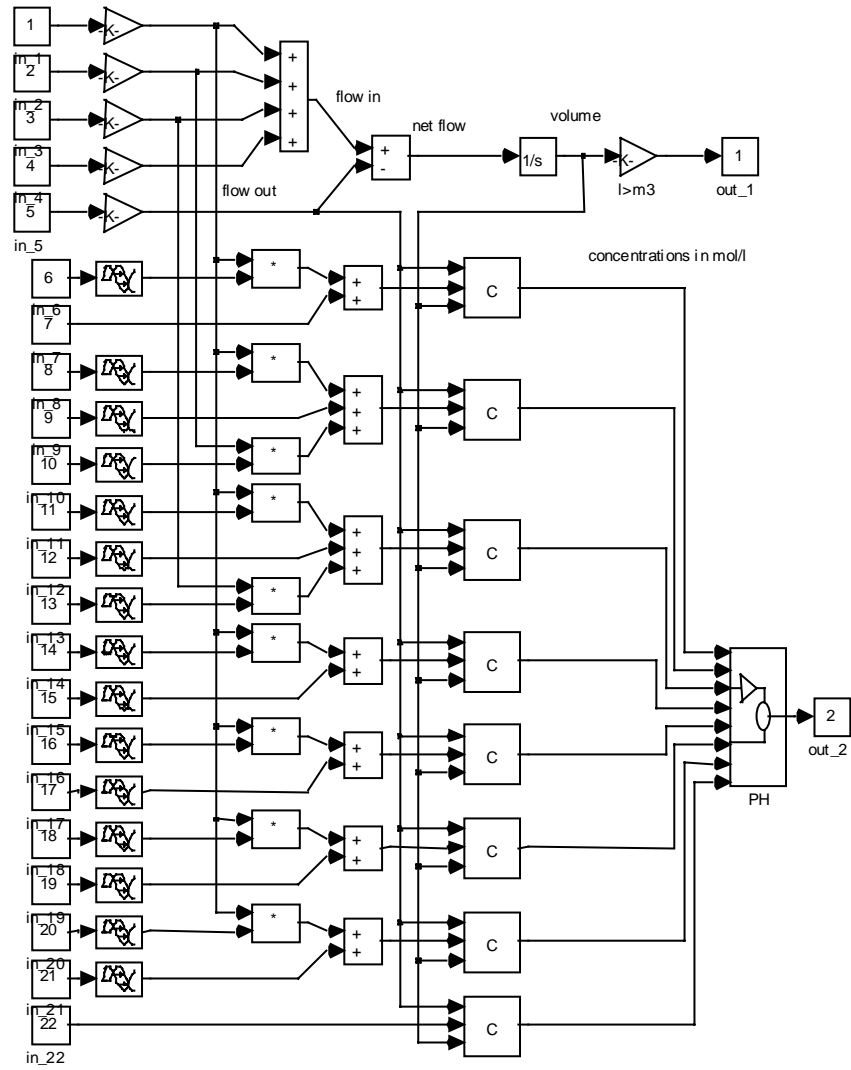 1 -K- +
in_1
2 -K- + flow in
net flow volume
in_2
3 -K- + + 1/s -K- 1
in_3
4 -K- + - l>m3 out_1
flow out
in_4
5 -K-
in_5
concentrations in mol/l
6 * + C
in_6
7 +
in_7
8 * +
in_8
9 + C
in_9
10 * +
in_10
11 * +
in_11
12 + C
in_12
13 * +
in_13
14 * + C
in_14
15 + 2
in_15
16 * + C out_2
in_16
17 + PH
in_17
18 * + C
in_18
19 +
in_19
20 * + C
in_20
21 +
in_21
22 C
in_22